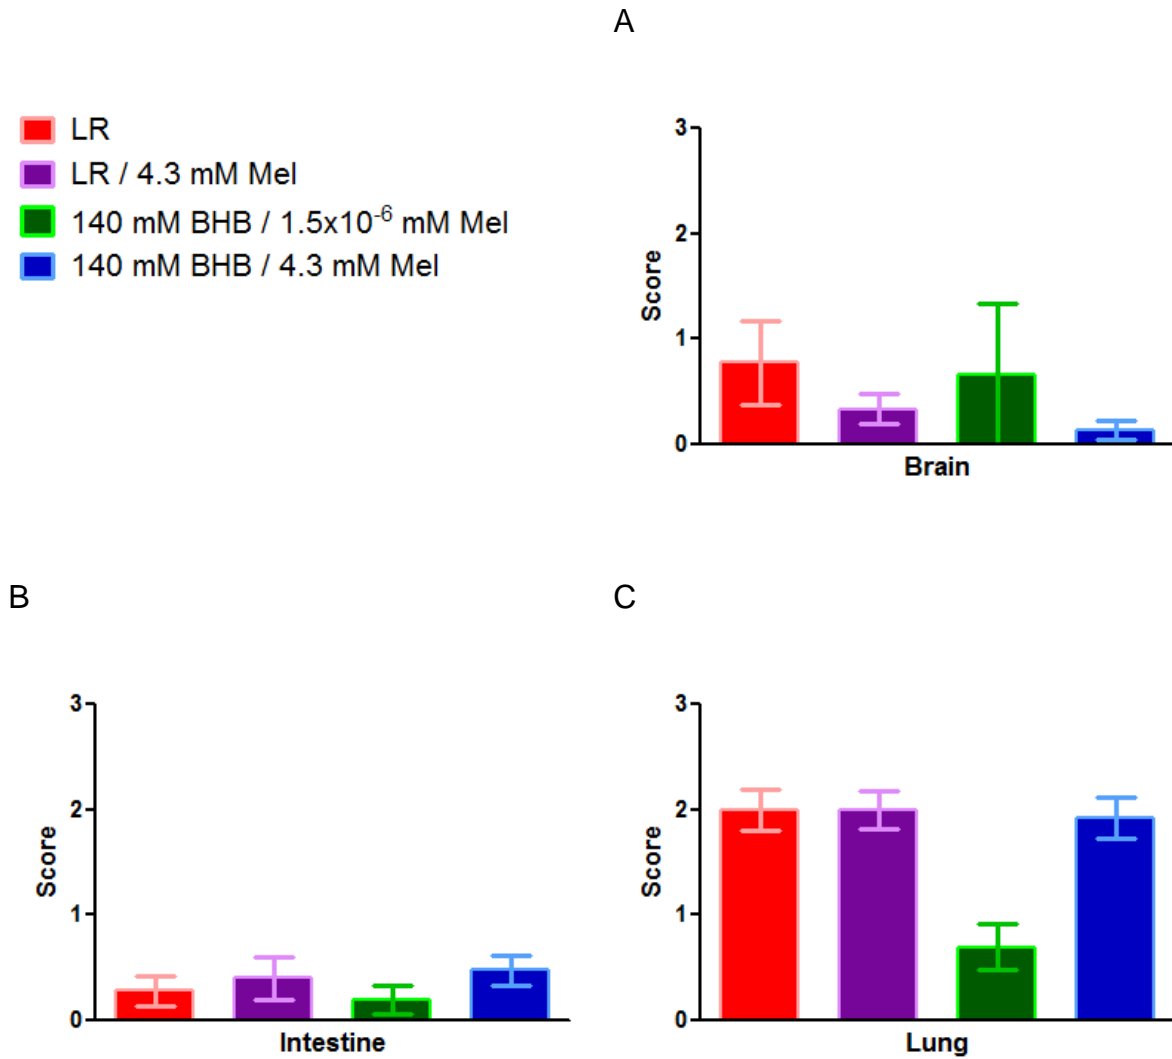 A
LR
LR / 4.3 mM Mel
140 mM BHB / 1.5x10⁻⁶ mM Mel
140 mM BHB / 4.3 mM Mel
3
2
1
0
Score
Brain
B
3
2
1
0
Score
Intestine
C
3
2
1
0
Score
Lung